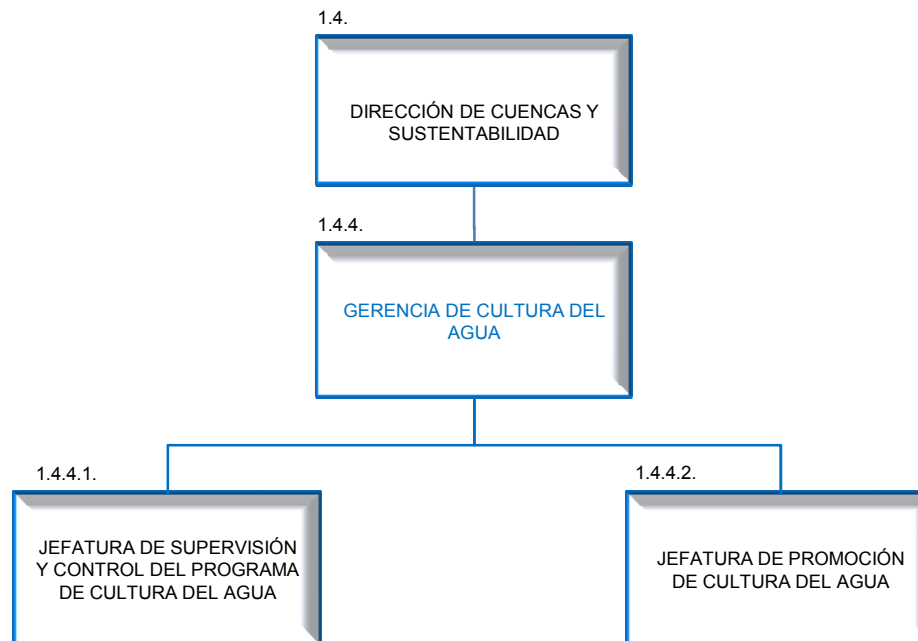 1.4.
DIRECCIÓN DE CUENCAS Y
SUSTENTABILIDAD
1.4.4.
GERENCIA DE CULTURA DEL
AGUA
1.4.4.1.
JEFATURA DE SUPERVISIÓN
Y CONTROL DEL PROGRAMA
DE CULTURA DEL AGUA
1.4.4.2.
JEFATURA DE PROMOCIÓN
DE CULTURA DEL AGUA